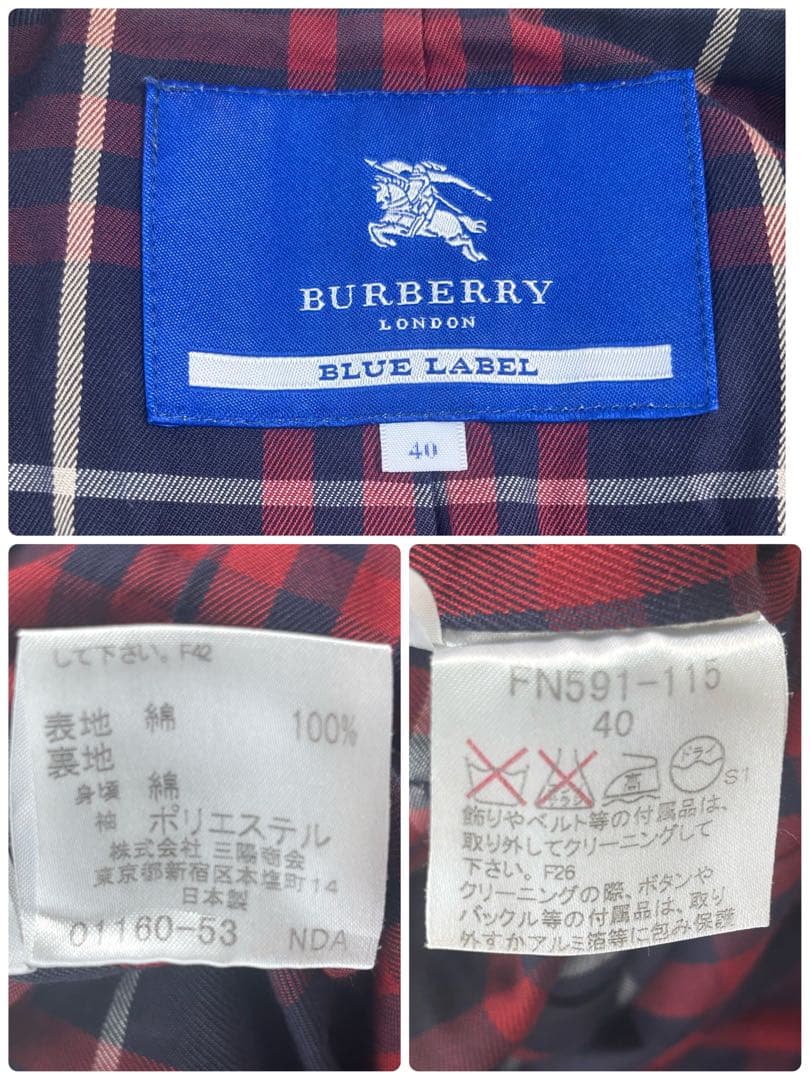 BURBERRY
LONDON
BLUE LABEL
40
して下さい。F42
表地 綿 100%
裏地
身頃 綿
袖 ポリエステル
株式会社 三陽商会
東京都新宿区本塩町14
日本製
01160-53 NDA
FN591-115
40
エンソサラシ
高
ドライ
S1
飾りやベルト等の付属品は、
取り外してクリーニングして
下さい。F26
クリーニングの際、ボタンや
バックル等の付属品は、取り
外すかアルミ箔等に包み保護